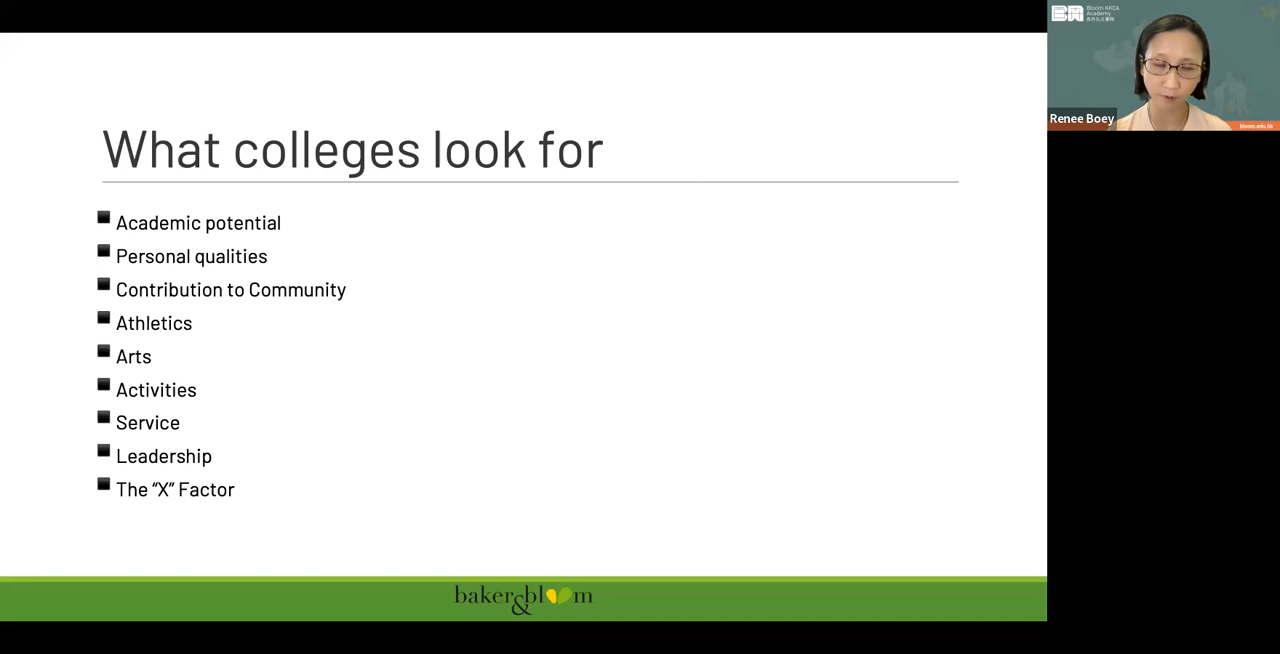 What colleges look for
Academic potential
Personal qualities
Contribution to Community
Athletics
Arts
Activities
Service
Leadership
The “X” Factor
baker&bloom
Bloom KKCA
Academy
Renee Boey
bloom.edu.hk